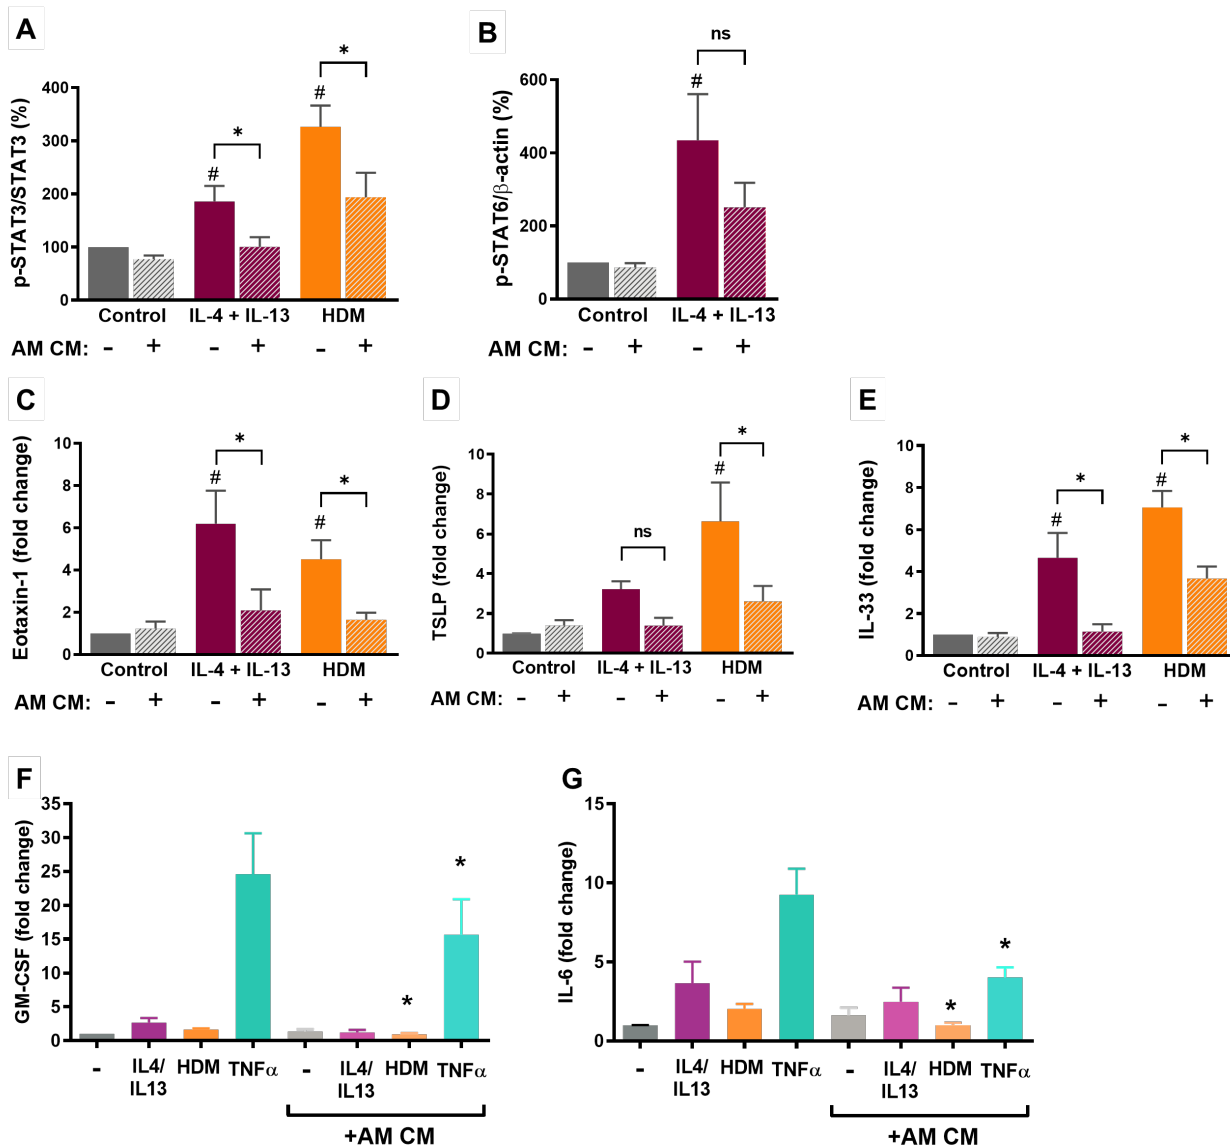 A
p-STAT3/STAT3 (%)
400
300
200
100
0
#
*
#
*
Control IL-4 + IL-13 HDM
AM CM: - + - + - +
B
p-STAT6/β-actin (%)
600
400
200
0
#
ns
Control IL-4 + IL-13
AM CM: - + - +
C
Eotaxin-1 (fold change)
10
8
6
4
2
0
#
*
#
*
Control IL-4 + IL-13 HDM
AM CM: - + - + - +
D
TSLP (fold change)
10
8
6
4
2
0
ns
#
*
Control IL-4 + IL-13 HDM
AM CM: - + - + - +
E
IL-33 (fold change)
10
8
6
4
2
0
#
*
#
*
Control IL-4 + IL-13 HDM
AM CM: - + - + - +
F
GM-CSF (fold change)
35
30
25
20
15
10
5
0
*
*
- IL4/ HDM TNFα - IL4/ HDM TNFα
IL13 IL13
+AM CM
G
IL-6 (fold change)
15
10
5
0
*
*
- IL4/ HDM TNFα - IL4/ HDM TNFα
IL13 IL13
+AM CM